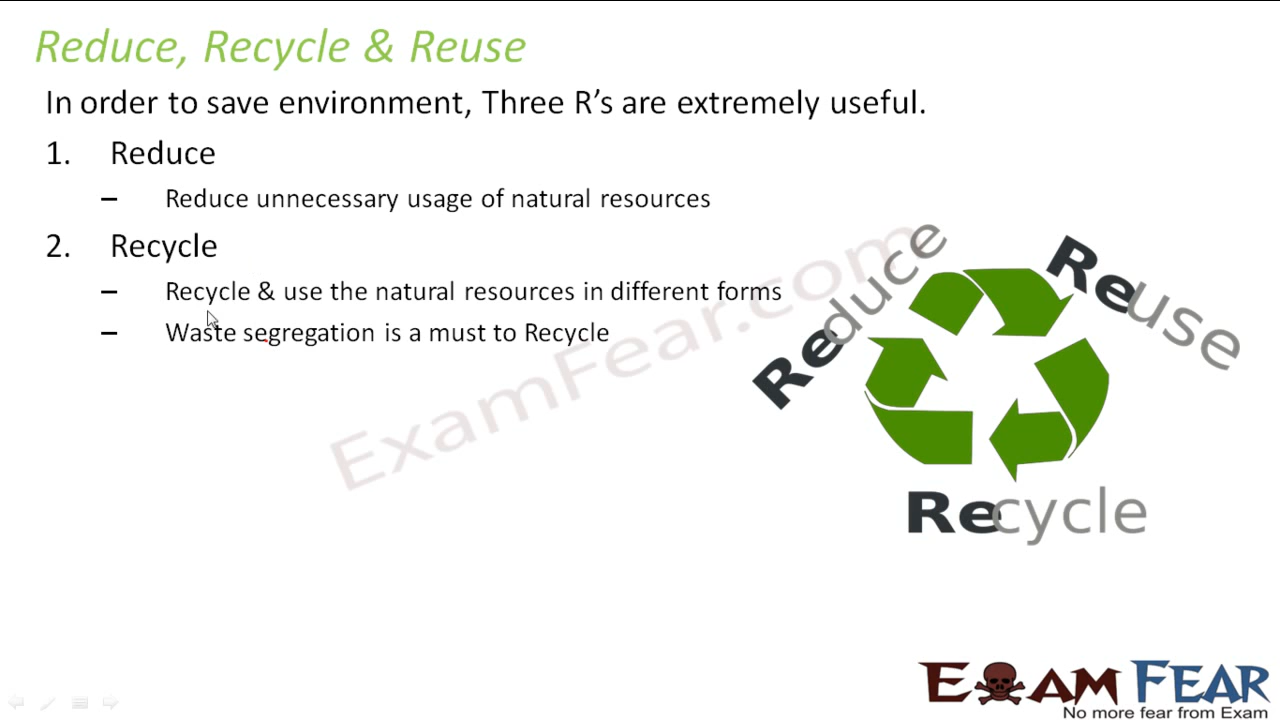 Reduce, Recycle & Reuse
In order to save environment, Three R’s are extremely useful.
1. Reduce
– Reduce unnecessary usage of natural resources
2. Recycle
– Recycle & use the natural resources in different forms
– Waste segregation is a must to Recycle
Reduce
Reuse
Recycle
ExamFear.com
EXAM FEAR
No more fear from Exam